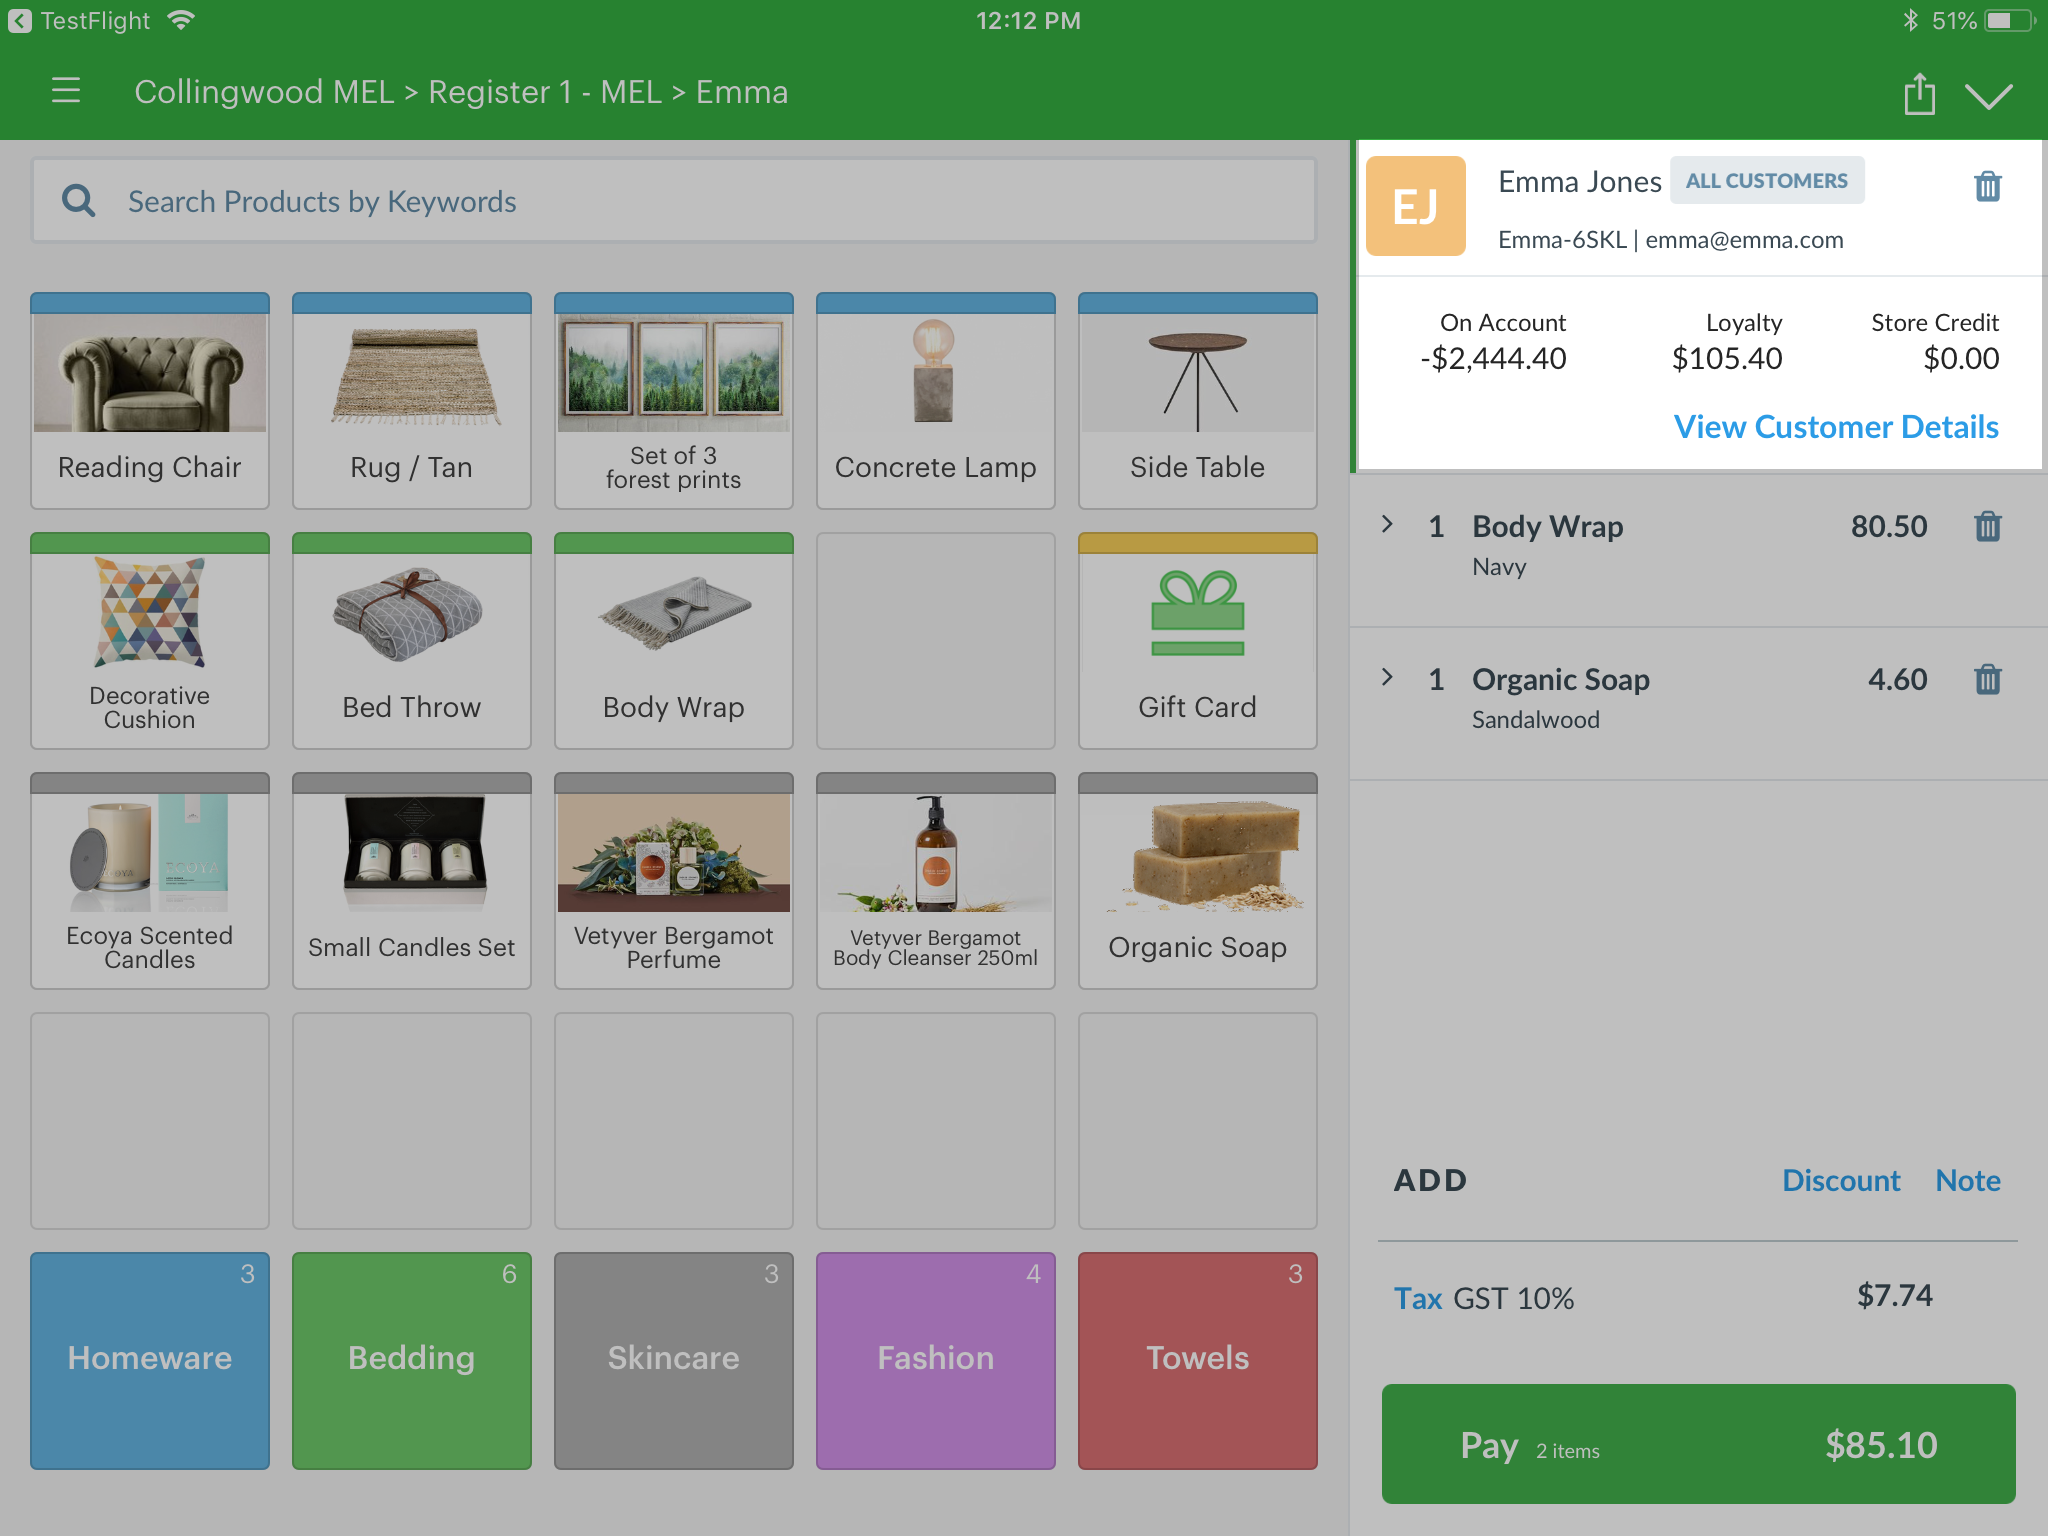 TestFlight
12:12 PM
51%
Collingwood MEL > Register 1 - MEL > Emma
Search Products by Keywords
Reading Chair
Rug / Tan
Set of 3
forest prints
Concrete Lamp
Side Table
Decorative
Cushion
Bed Throw
Body Wrap
Gift Card
ECOYA
Ecoya Scented
Candles
Small Candles Set
Vetyver Bergamot
Perfume
Vetyver Bergamot
Body Cleanser 250ml
Organic Soap
3
Homeware
6
Bedding
3
Skincare
4
Fashion
3
Towels
EJ
Emma Jones ALL CUSTOMERS
Emma-6SKL | emma@emma.com
On Account Loyalty Store Credit
-$2,444.40 $105.40 $0.00
View Customer Details
1 Body Wrap 80.50
Navy
1 Organic Soap 4.60
Sandalwood
ADD Discount Note
Tax GST 10% $7.74
Pay 2 items $85.10